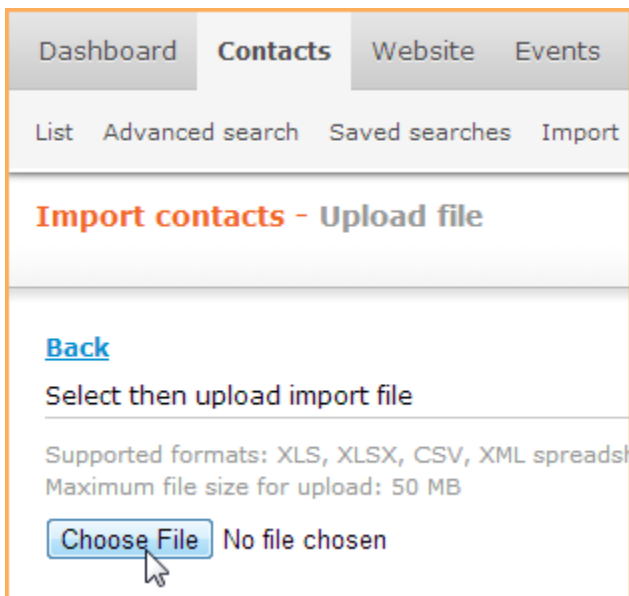 Dashboard Contacts Website Events
List Advanced search Saved searches Import
Import contacts - Upload file
Back
Select then upload import file
Supported formats: XLS, XLSX, CSV, XML
Maximum file size for upload: 50 MB
Choose File No file chosen